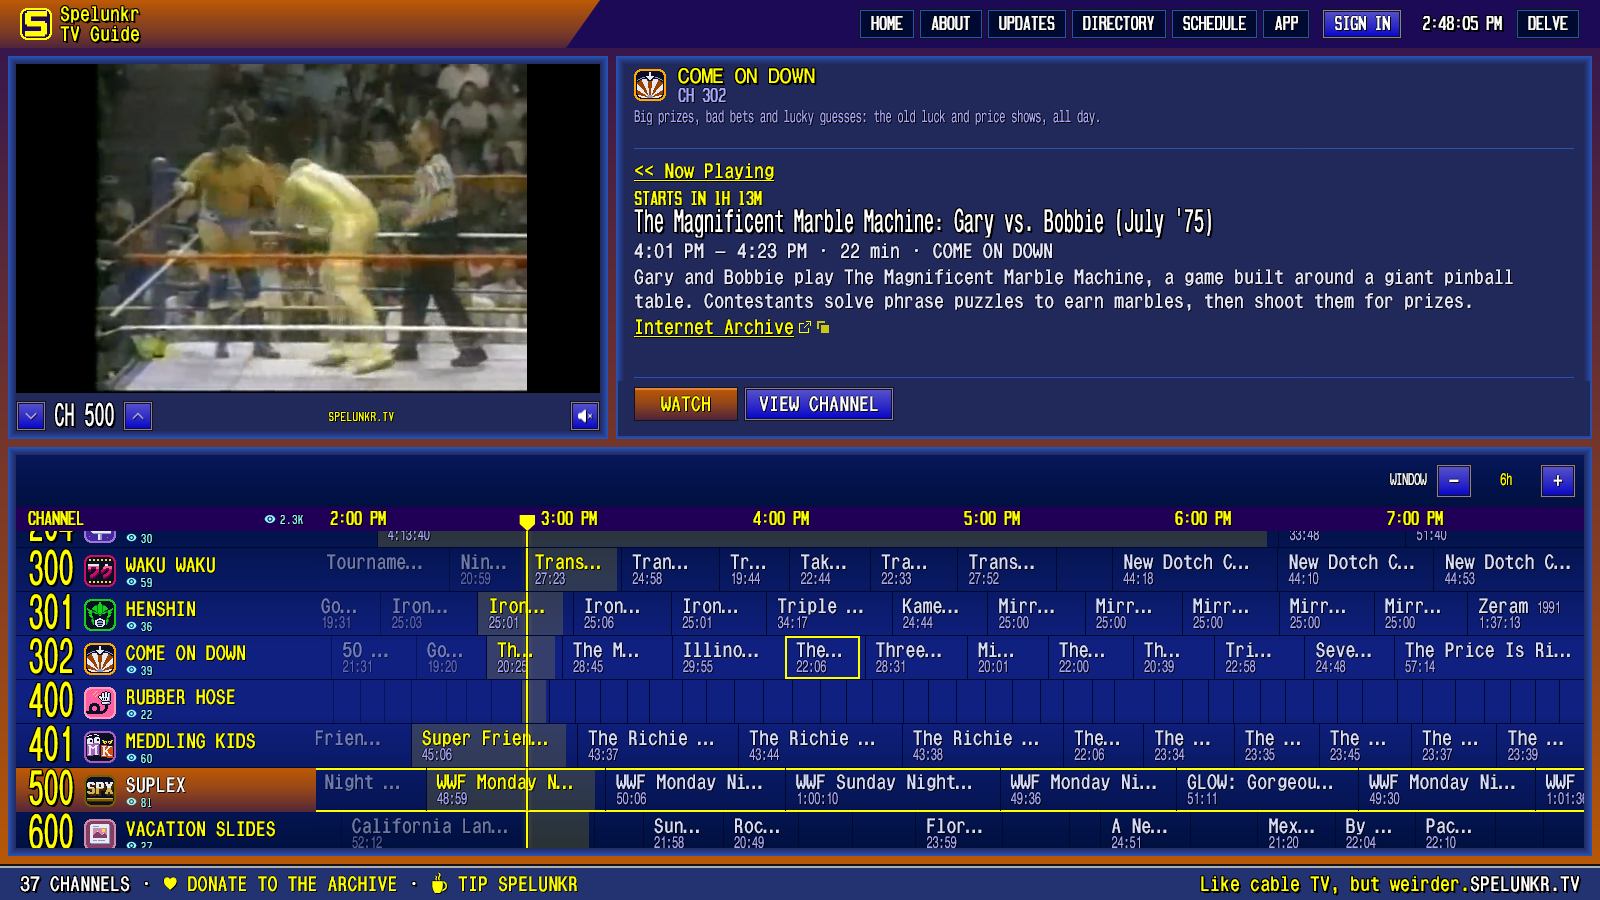 Spelunkr
TV Guide
HOME ABOUT UPDATES DIRECTORY SCHEDULE APP SIGN IN 2:48:05 PM DELVE
COME ON DOWN
CH 302
Big prizes, bad bets and lucky guesses: the old luck and price shows, all day.
<< Now Playing
STARTS IN 1H 13M
The Magnificent Marble Machine: Gary vs. Bobbie (July '75)
4:01 PM – 4:23 PM · 22 min · COME ON DOWN
Gary and Bobbie play The Magnificent Marble Machine, a game built around a giant pinball
table. Contestants solve phrase puzzles to earn marbles, then shoot them for prizes.
Internet Archive
WATCH VIEW CHANNEL
CH 500 SPELUNKR.TV
WINDOW − 6h +
CHANNEL 2.3K 2:00 PM 3:00 PM 4:00 PM 5:00 PM 6:00 PM 7:00 PM
204 30 4:13:40 33:48 51:40
300 ワク WAKU WAKU 59 Tourname... Nin... Trans... Tran... Tr... Tak... Tra... Trans... New Dotch C... New Dotch C... New Dotch C...
20:59 27:23 24:58 19:44 22:44 22:33 27:52 44:18 44:10 44:53
301 HENSHIN 36 Go... Iron... Iron... Iron... Iron... Triple ... Kame... Mirr... Mirr... Mirr... Mirr... Mirr... Zeram 1991
19:31 25:03 25:01 25:06 25:01 34:17 24:44 25:00 25:00 25:00 25:00 25:00 1:37:13
302 COME ON DOWN 39 50 ... Go... Th... The M... Illino... The... Three... Mi... The... Th... Tri... Seve... The Price Is Ri...
21:31 19:20 20:25 28:45 29:55 22:06 28:31 20:01 22:00 20:39 22:58 24:48 57:14
400 RUBBER HOSE 22
401 MK MEDDLING KIDS 60 Frien... Super Frien... The Richie ... The Richie ... The Richie ... The... The ... The ... The ... The ... The ...
45:06 43:37 43:44 43:38 22:06 23:34 23:35 23:45 23:37 23:39
500 SPX SUPLEX 81 Night ... WWF Monday N... WWF Monday Ni... WWF Sunday Night... WWF Monday Ni... GLOW: Gorgeou... WWF Monday Ni... WWF
48:59 50:06 1:00:10 49:36 51:11 49:30 1:01:3
600 VACATION SLIDES 27 California Lan... Sun... Roc... Flor... A Ne... Mex... By ... Pac...
52:12 21:58 20:49 23:59 24:51 21:20 22:04 22:10
37 CHANNELS · DONATE TO THE ARCHIVE · TIP SPELUNKR
Like cable TV, but weirder. SPELUNKR.TV